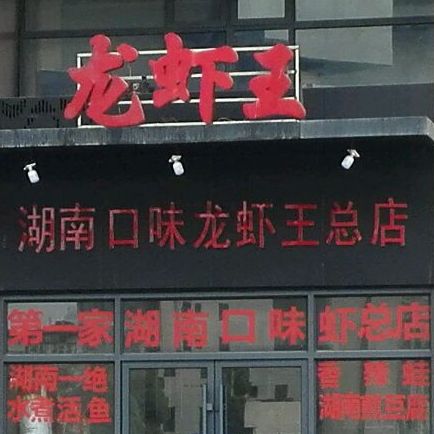 龙虾王
湖南口味龙虾王总店
第一家湖南口味虾总店
湖南一绝
水煮活鱼
香辣蛙